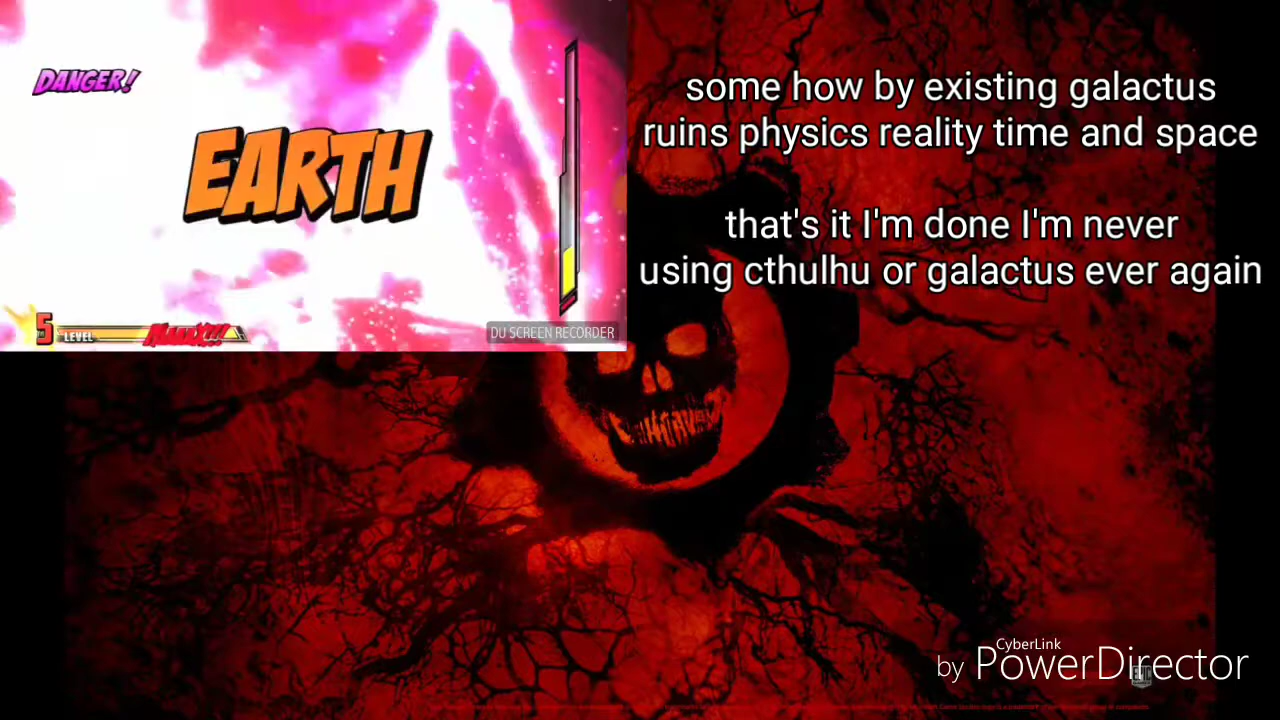 DANGER!
EARTH
5
LEVEL
DU SCREEN RECORDER
some how by existing galactus
ruins physics reality time and space
that's it I'm done I'm never
using cthulhu or galactus ever again
CyberLink
by PowerDirector